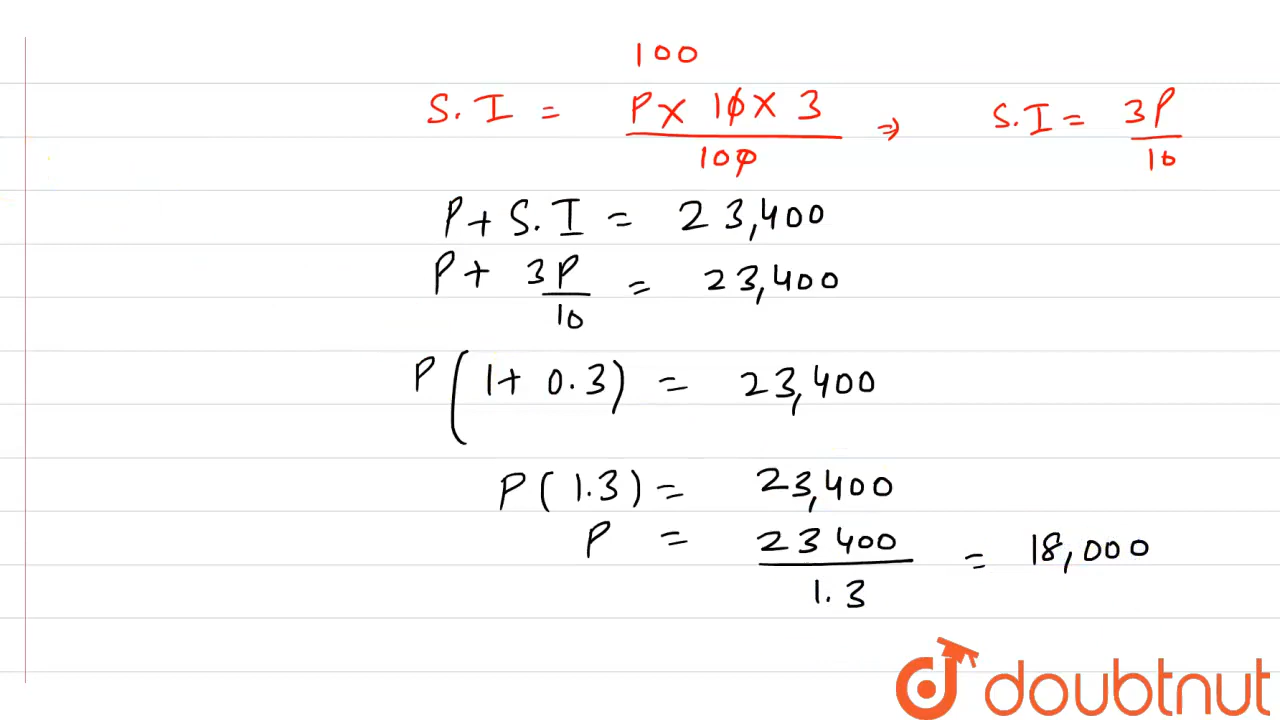 100
S.I = P× 10× 3 / 100 ⇒ S.I = 3P / 10
P + S.I = 23,400
P + 3P / 10 = 23,400
P ( 1 + 0.3 ) = 23,400
P ( 1.3 ) = 23,400
P = 23400 / 1.3 = 18,000
doubtnut